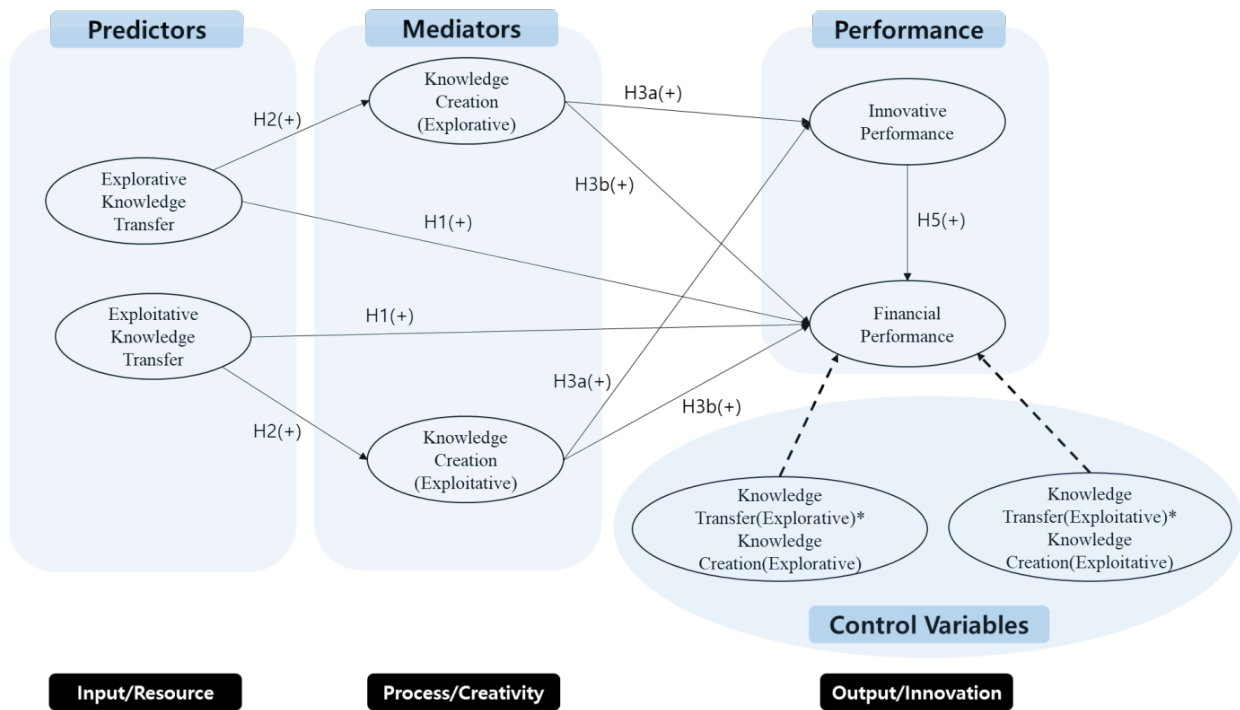 Predictors
Mediators
Performance
Knowledge
Creation
(Explorative)
H3a(+)
Innovative
Performance
H2(+)
H3b(+)
Explorative
Knowledge
Transfer
H1(+)
H5(+)
Exploitative
Knowledge
Transfer
H1(+)
Financial
Performance
H3a(+)
H3b(+)
H2(+)
Knowledge
Creation
(Exploitative)
Knowledge
Transfer(Explorative)*
Knowledge
Creation(Explorative)
Knowledge
Transfer(Exploitative)*
Knowledge
Creation(Exploitative)
Control Variables
Input/Resource
Process/Creativity
Output/Innovation